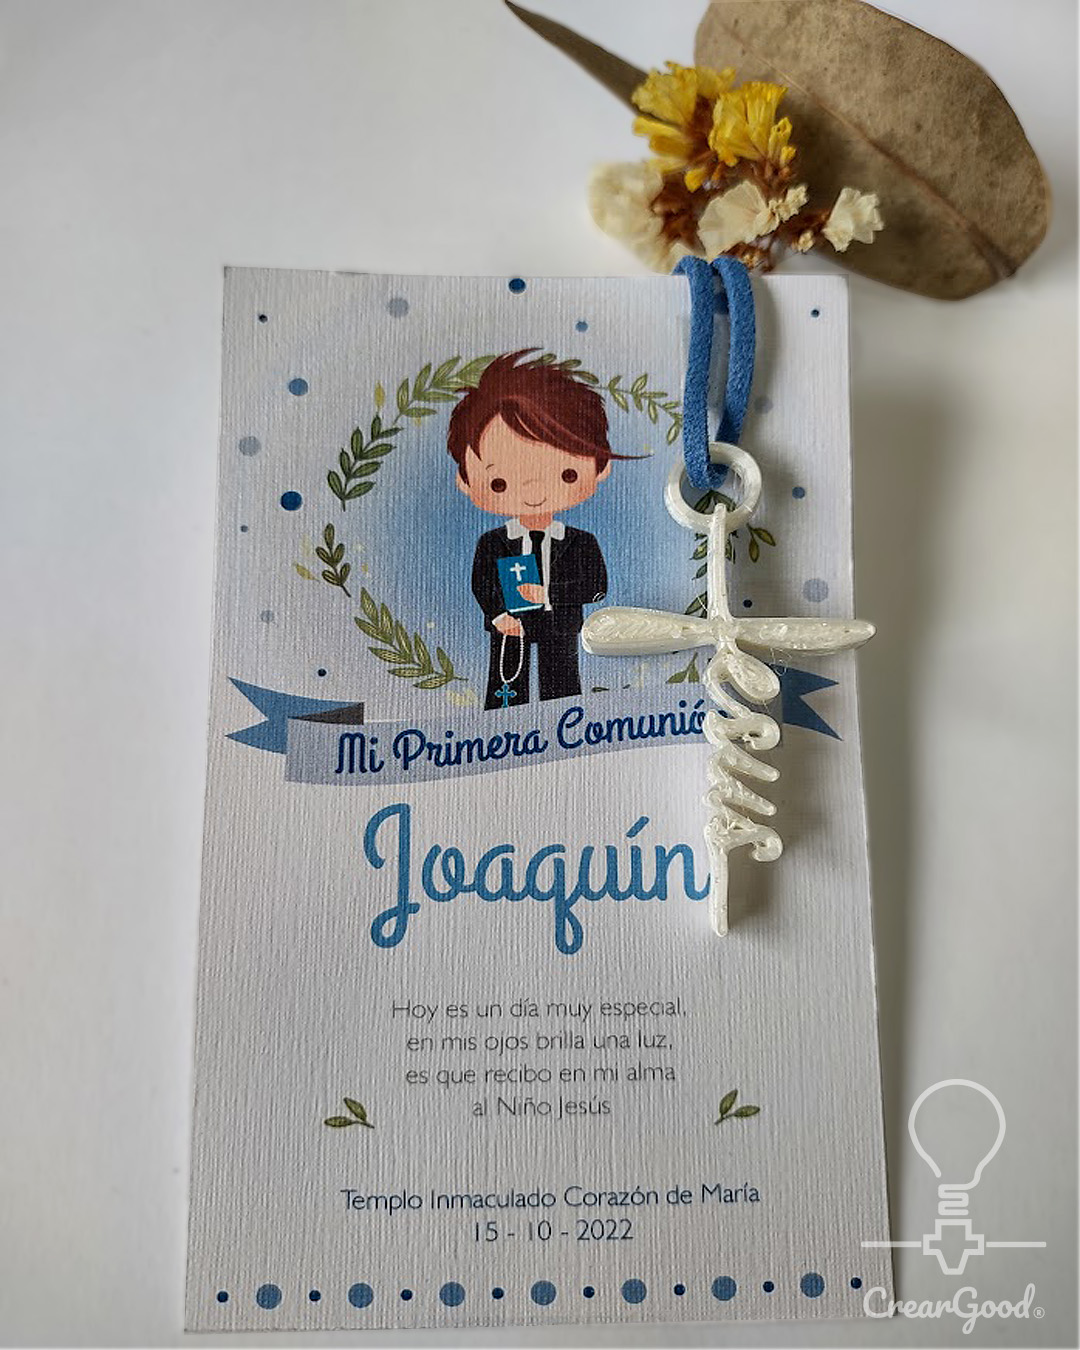 Mi Primera Comunió
Joaquín
Hoy es un día muy especial,
en mis ojos brilla una luz,
es que recibo en mi alma
al Niño Jesús
Templo Inmaculado Corazón de María
15 - 10 - 2022
Jesus
CrearGood®